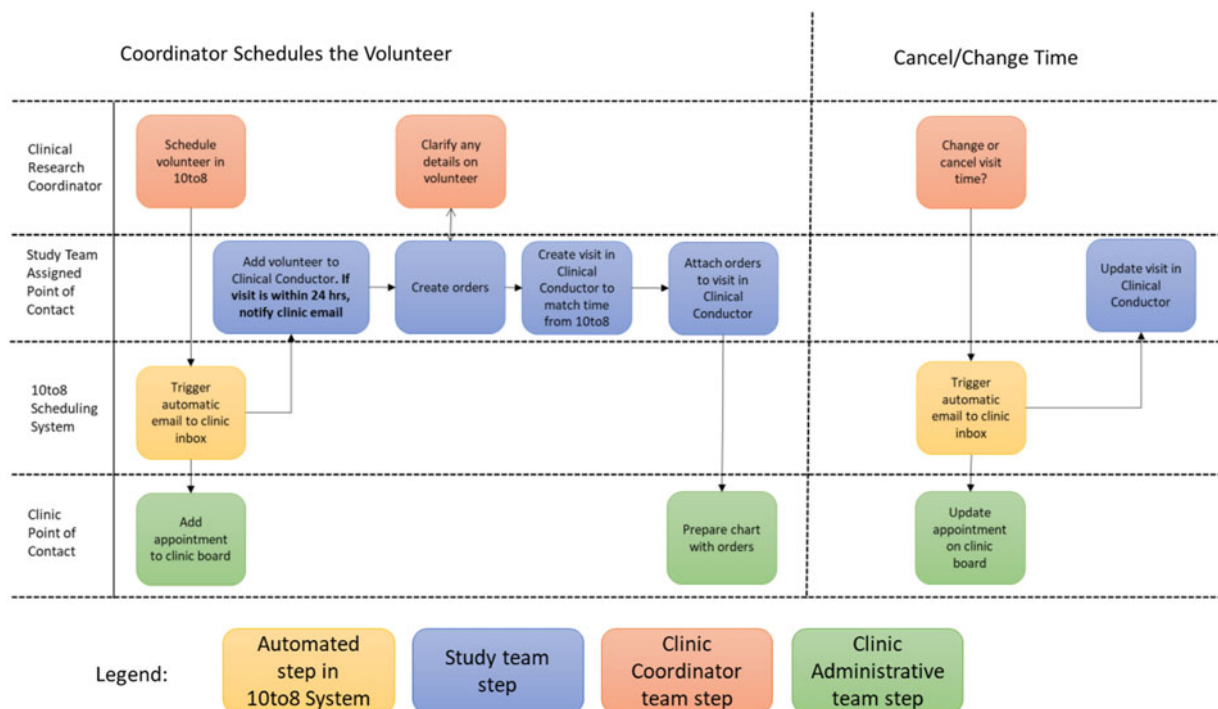 Coordinator Schedules the Volunteer
Cancel/Change Time
Clinical
Research
Coordinator
Schedule
volunteer in
10to8
Clarify any
details on
volunteer
Change or
cancel visit
time?
Study Team
Assigned
Point of
Contact
Add volunteer to
Clinical Conductor. If
visit is within 24 hrs,
notify clinic email
Create orders
Create visit in
Clinical
Conductor to
match time
from 10to8
Attach orders
to visit in
Clinical
Conductor
Update visit in
Clinical
Conductor
10to8
Scheduling
System
Trigger
automatic
email to clinic
inbox
Trigger
automatic
email to clinic
inbox
Clinic
Point of
Contact
Add
appointment
to clinic board
Prepare chart
with orders
Update
appointment
on clinic
board
Legend:
Automated
step in
10to8 System
Study team
step
Clinic
Coordinator
team step
Clinic
Administrative
team step